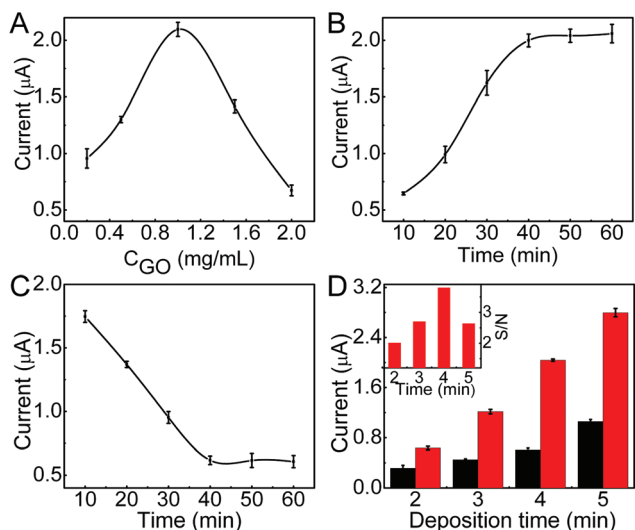 A
Current (μA)
2.0
1.5
1.0
0.5
0.0 0.4 0.8 1.2 1.6 2.0
C_GO (mg/mL)
B
Current (μA)
2.0
1.5
1.0
0.5
10 20 30 40 50 60
Time (min)
C
Current (μA)
2.0
1.5
1.0
0.5
10 20 30 40 50 60
Time (min)
D
Current (μA)
3.2
2.4
1.6
0.8
0.0
2 3 4 5
Deposition time (min)
3
2
S/N
2 3 4 5
Time (min)